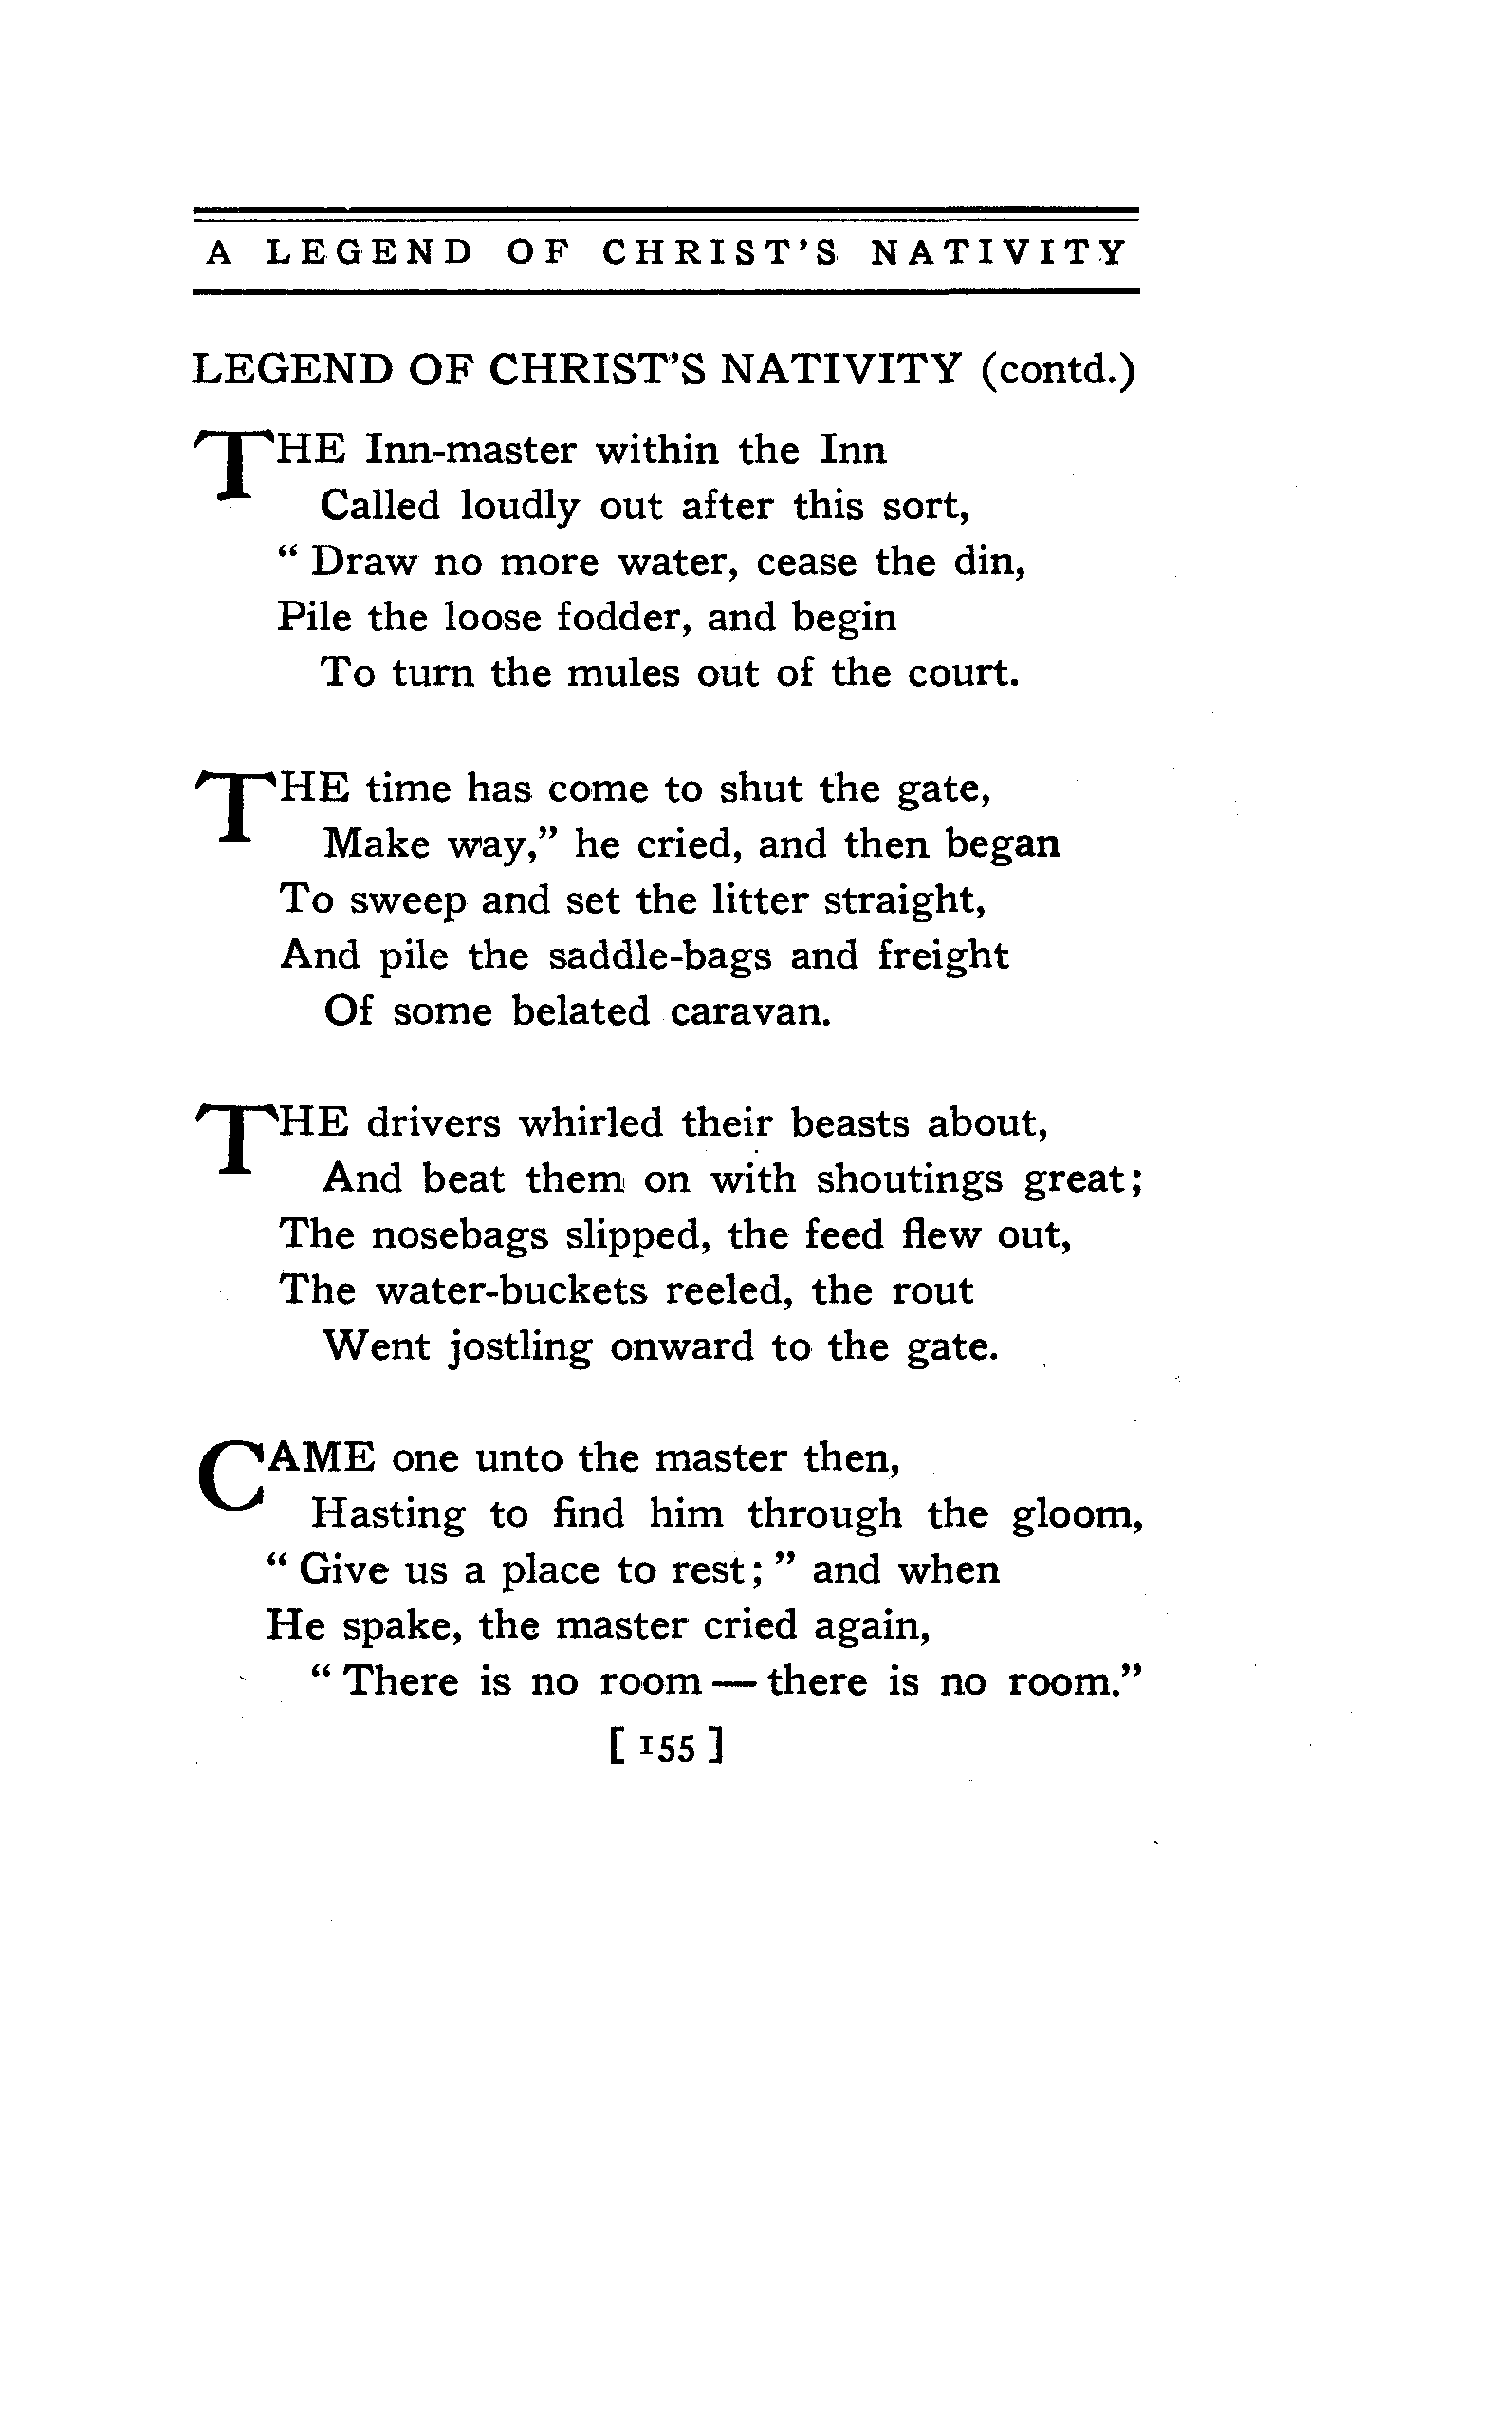 A LEGEND OF CHRIST'S NATIVITY
LEGEND OF CHRIST'S NATIVITY (contd.)
THE Inn-master within the Inn
Called loudly out after this sort,
“ Draw no more water, cease the din,
Pile the loose fodder, and begin
To turn the mules out of the court.
THE time has come to shut the gate,
Make way,” he cried, and then began
To sweep and set the litter straight,
And pile the saddle-bags and freight
Of some belated caravan.
THE drivers whirled their beasts about,
And beat them on with shoutings great;
The nosebags slipped, the feed flew out,
The water-buckets reeled, the rout
Went jostling onward to the gate.
CAME one unto the master then,
Hasting to find him through the gloom,
“ Give us a place to rest; ” and when
He spake, the master cried again,
“ There is no room — there is no room.”
[ 155 ]